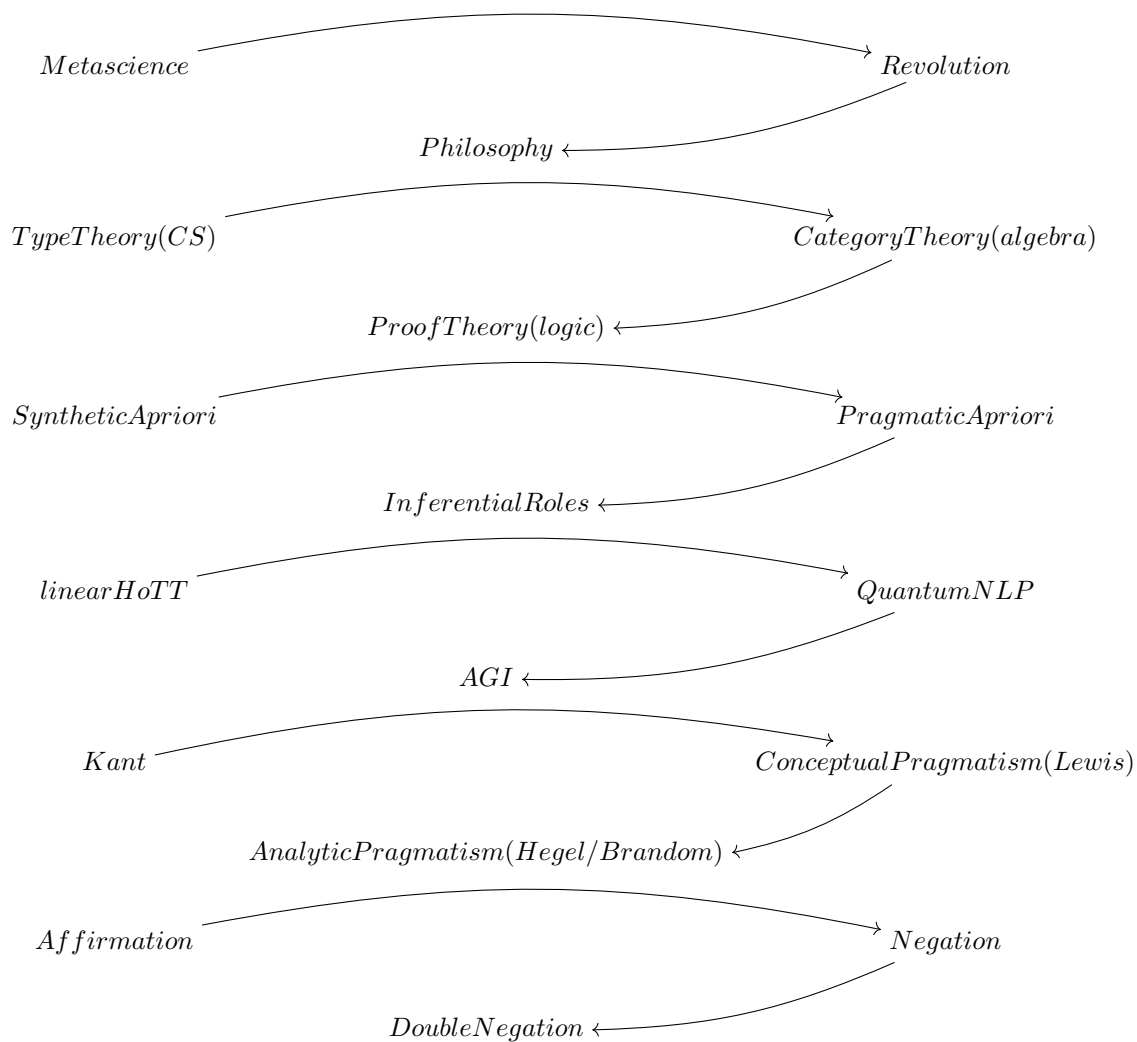 Metascience
Revolution
Philosophy
TypeTheory(CS)
CategoryTheory(algebra)
ProofTheory(logic)
SyntheticApriori
PragmaticApriori
InferentialRoles
linearHoTT
QuantumNLP
AGI
Kant
ConceptualPragmatism(Lewis)
AnalyticPragmatism(Hegel/Brandom)
Affirmation
Negation
DoubleNegation